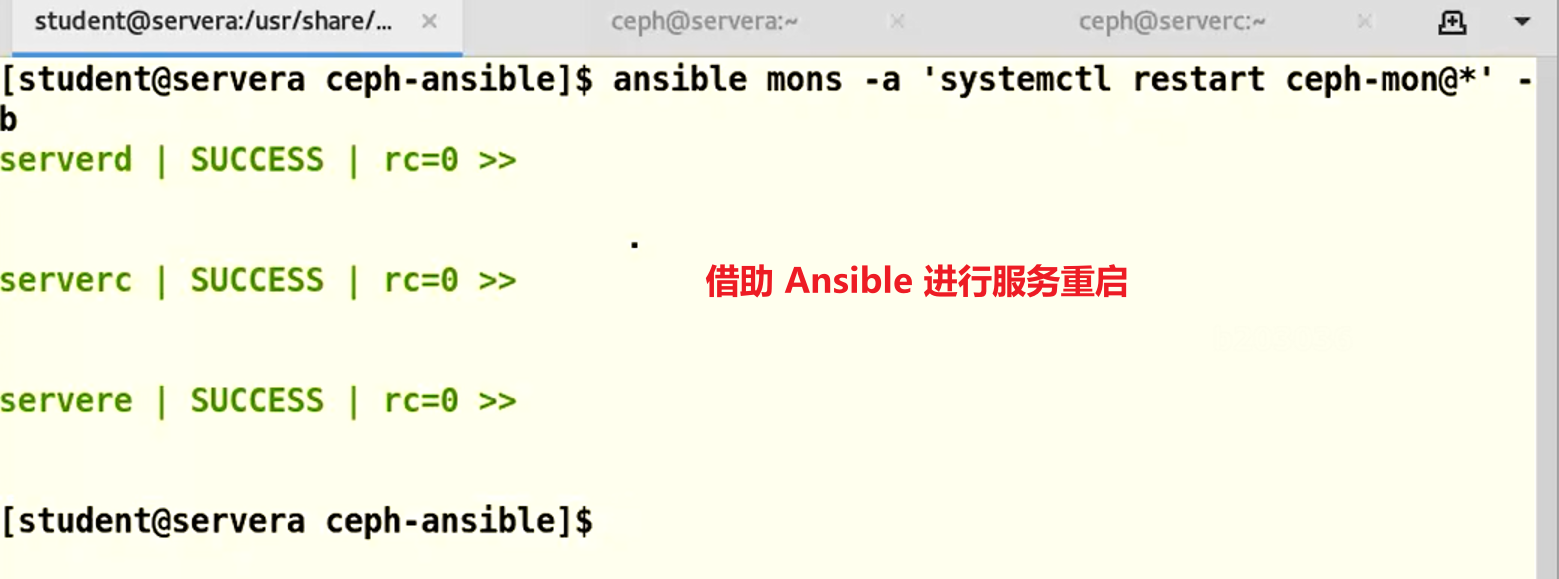 student@servera:/usr/share/... ×
ceph@servera:~ ×
ceph@serverc:~ ×
[student@servera ceph-ansible]$ ansible mons -a 'systemctl restart ceph-mon@*' -
b
serverd | SUCCESS | rc=0 >>
serverc | SUCCESS | rc=0 >>
借助 Ansible 进行服务重启
servere | SUCCESS | rc=0 >>
[student@servera ceph-ansible]$